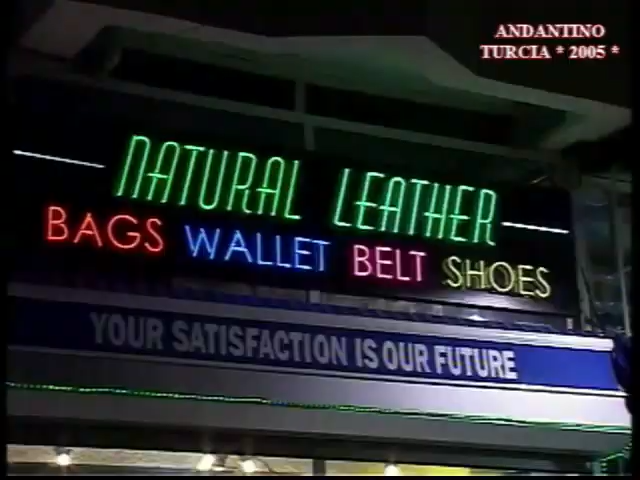 ANDANTINO
TURCIA * 2005 *
NATURAL LEATHER
BAGS WALLET BELT SHOES
YOUR SATISFACTION IS OUR FUTURE